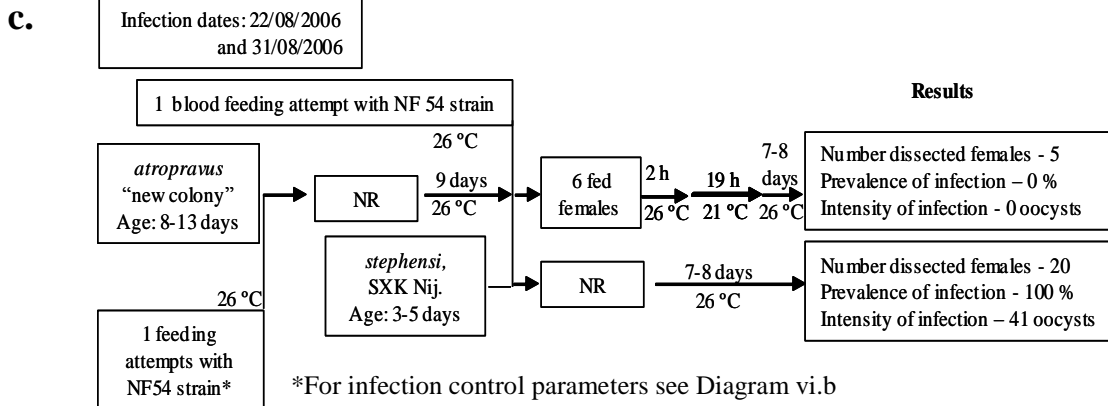 c.
Infection dates: 22/08/2006
and 31/08/2006
1 blood feeding attempt with NF 54 strain
26 ºC
Results
atropravus
“new colony”
Age: 8-13 days
NR
9 days
26 ºC
6 fed
females
2 h
26 ºC
19 h
21 ºC
7-8
days
26 ºC
Number dissected females - 5
Prevalence of infection – 0 %
Intensity of infection - 0 oocysts
stephensi,
SXK Nij.
Age: 3-5 days
NR
7-8 days
26 ºC
Number dissected females - 20
Prevalence of infection - 100 %
Intensity of infection – 41 oocysts
26 ºC
1 feeding
attempts with
NF54 strain*
*For infection control parameters see Diagram vi.b